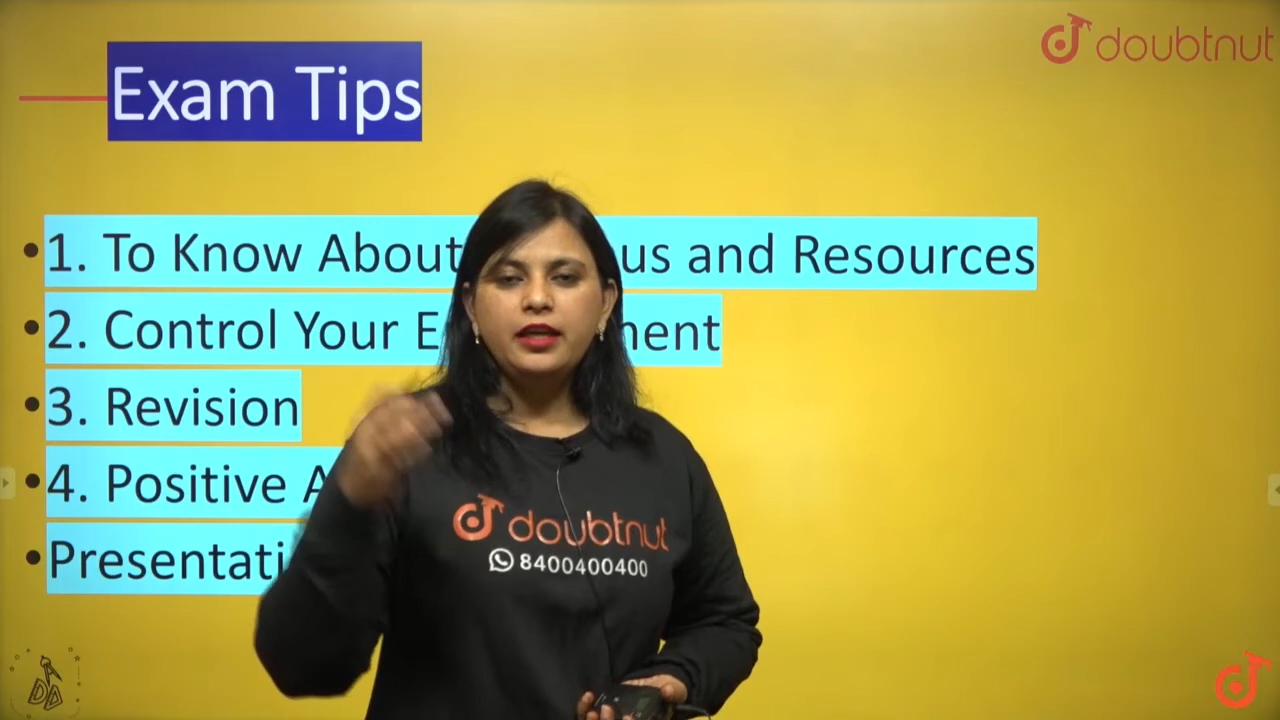 doubtnut
Exam Tips
•1. To Know About us and Resources
•2. Control Your E ment
•3. Revision
•4. Positive A
•Presentati
doubtnut
8400400400